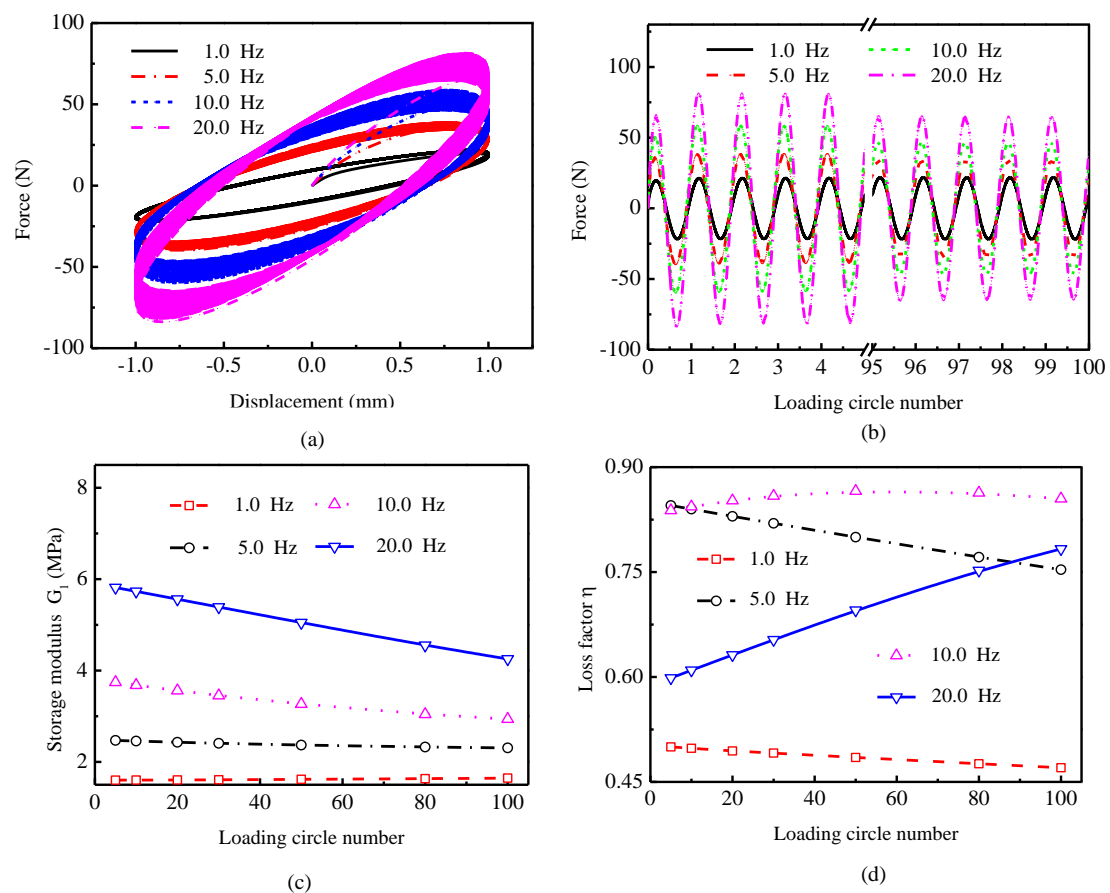 100
50
0
-50
-100
Force (N)
1.0 Hz
5.0 Hz
10.0 Hz
20.0 Hz
-1.0 -0.5 0.0 0.5 1.0
Displacement (mm)
(a)
100
50
0
-50
-100
Force (N)
1.0 Hz 10.0 Hz
5.0 Hz 20.0 Hz
0 1 2 3 4 95 96 97 98 99 100
Loading circle number
(b)
8
6
4
2
Storage modulus G1 (MPa)
1.0 Hz 10.0 Hz
5.0 Hz 20.0 Hz
0 20 40 60 80 100
Loading circle number
(c)
0.90
0.75
0.60
0.45
Loss factor η
1.0 Hz
5.0 Hz
10.0 Hz
20.0 Hz
0 20 40 60 80 100
Loading circle number
(d)